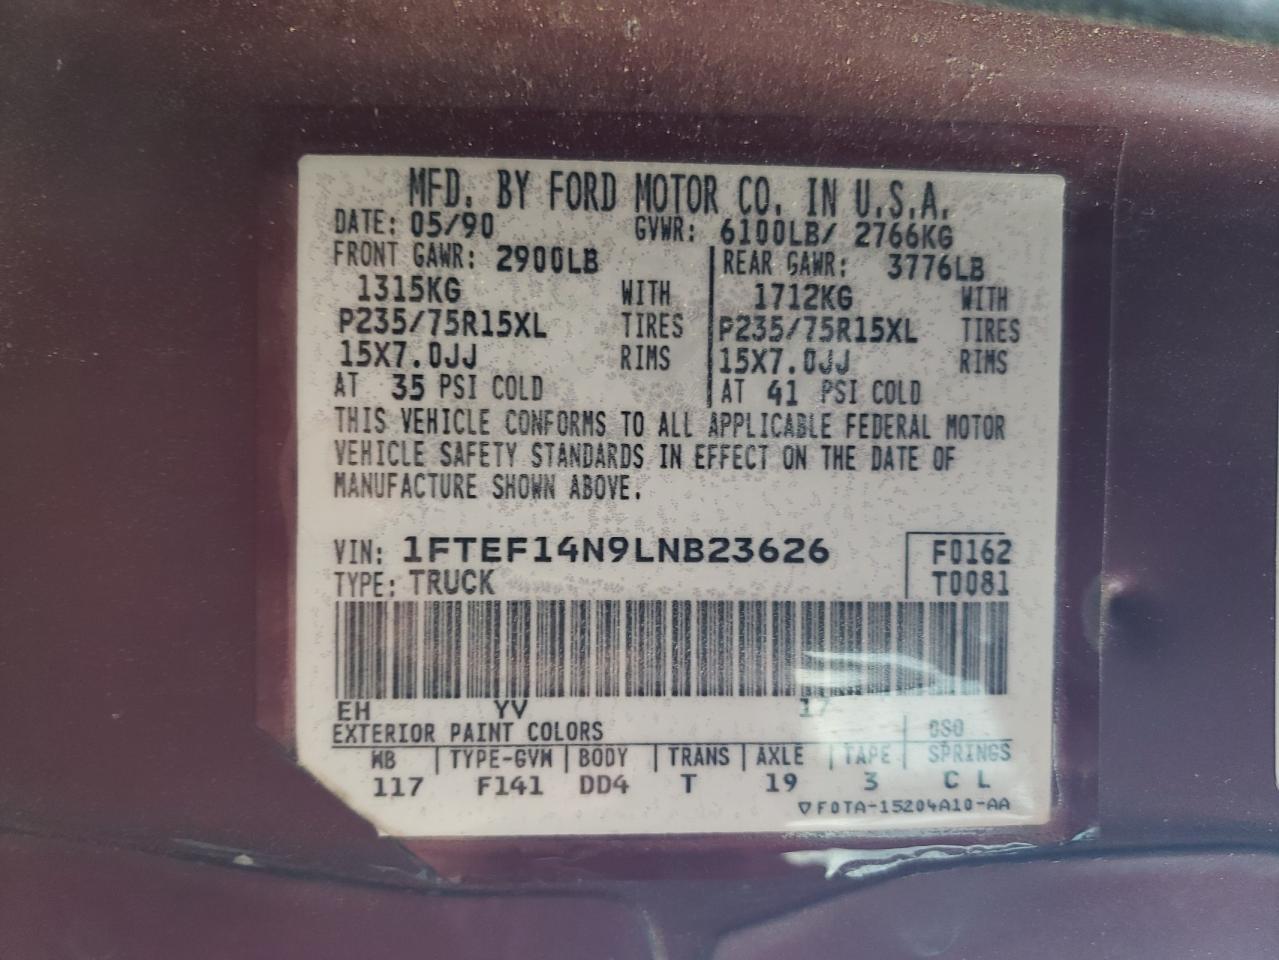 MFD. BY FORD MOTOR CO. IN U.S.A.
DATE: 05/90 GVWR: 6100LB/ 2766KG
FRONT GAWR: 2900LB REAR GAWR: 3776LB
1315KG WITH 1712KG WITH
P235/75R15XL TIRES P235/75R15XL TIRES
15X7.0JJ RIMS 15X7.0JJ RIMS
AT 35 PSI COLD AT 41 PSI COLD
THIS VEHICLE CONFORMS TO ALL APPLICABLE FEDERAL MOTOR
VEHICLE SAFETY STANDARDS IN EFFECT ON THE DATE OF
MANUFACTURE SHOWN ABOVE.
VIN: 1FTEF14N9LNB23626 F0162
TYPE: TRUCK T0081
EH YV 17
EXTERIOR PAINT COLORS DSO
WB TYPE-GVW BODY TRANS AXLE TAPE SPRINGS
117 F141 DD4 T 19 3 C L
F0TA-15204A10-AA